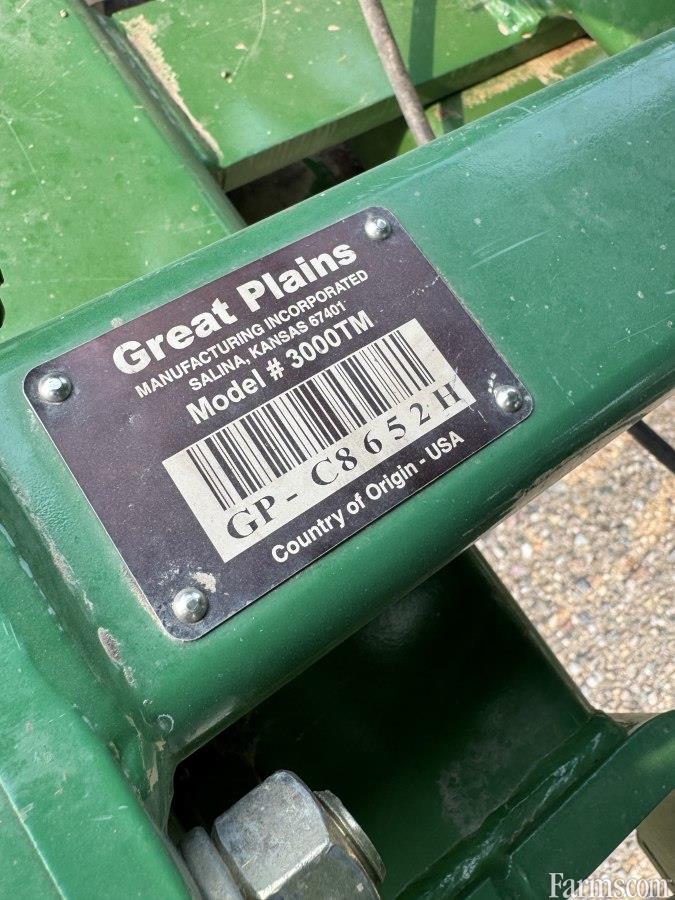 Great Plains
MANUFACTURING INCORPORATED
SALINA, KANSAS 67401
Model # 3000TM
GP - C8652H
Country of Origin - USA
Farms.com